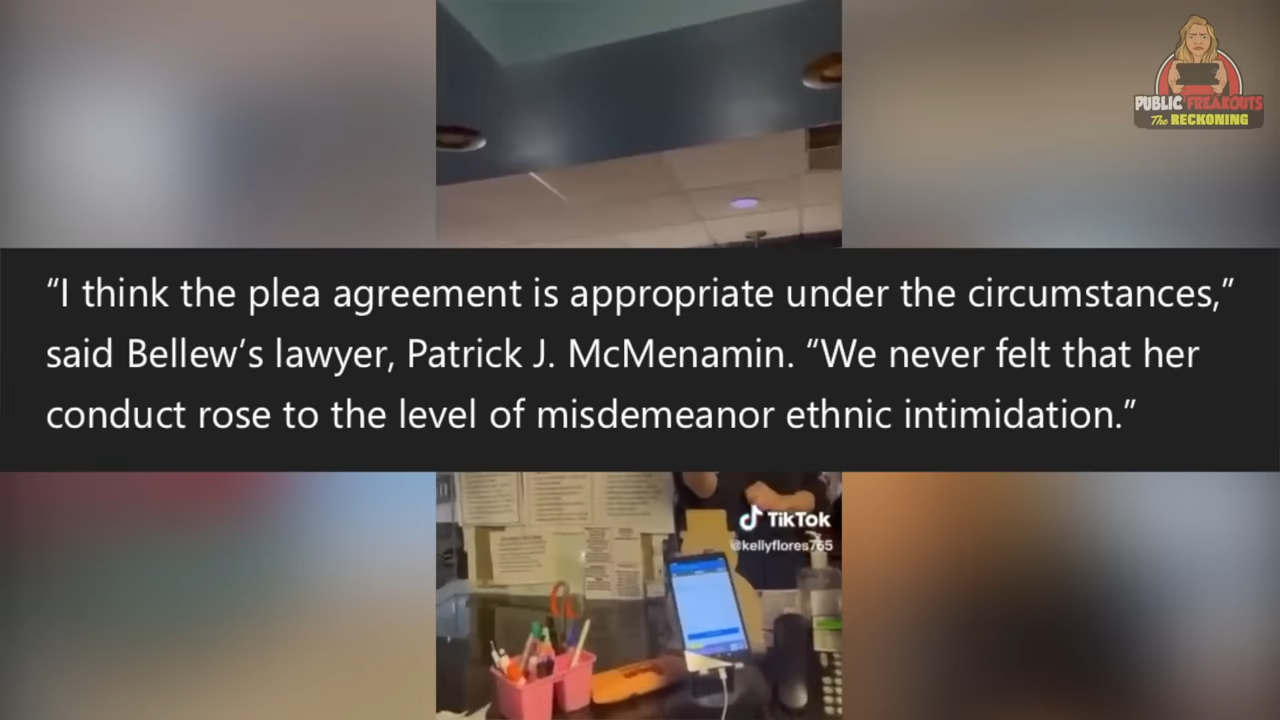 PUBLIC FREAKOUTS
The RECKONING
“I think the plea agreement is appropriate under the circumstances,”
said Bellew’s lawyer, Patrick J. McMenamin. “We never felt that her
conduct rose to the level of misdemeanor ethnic intimidation.”
TikTok
@kellyflores765